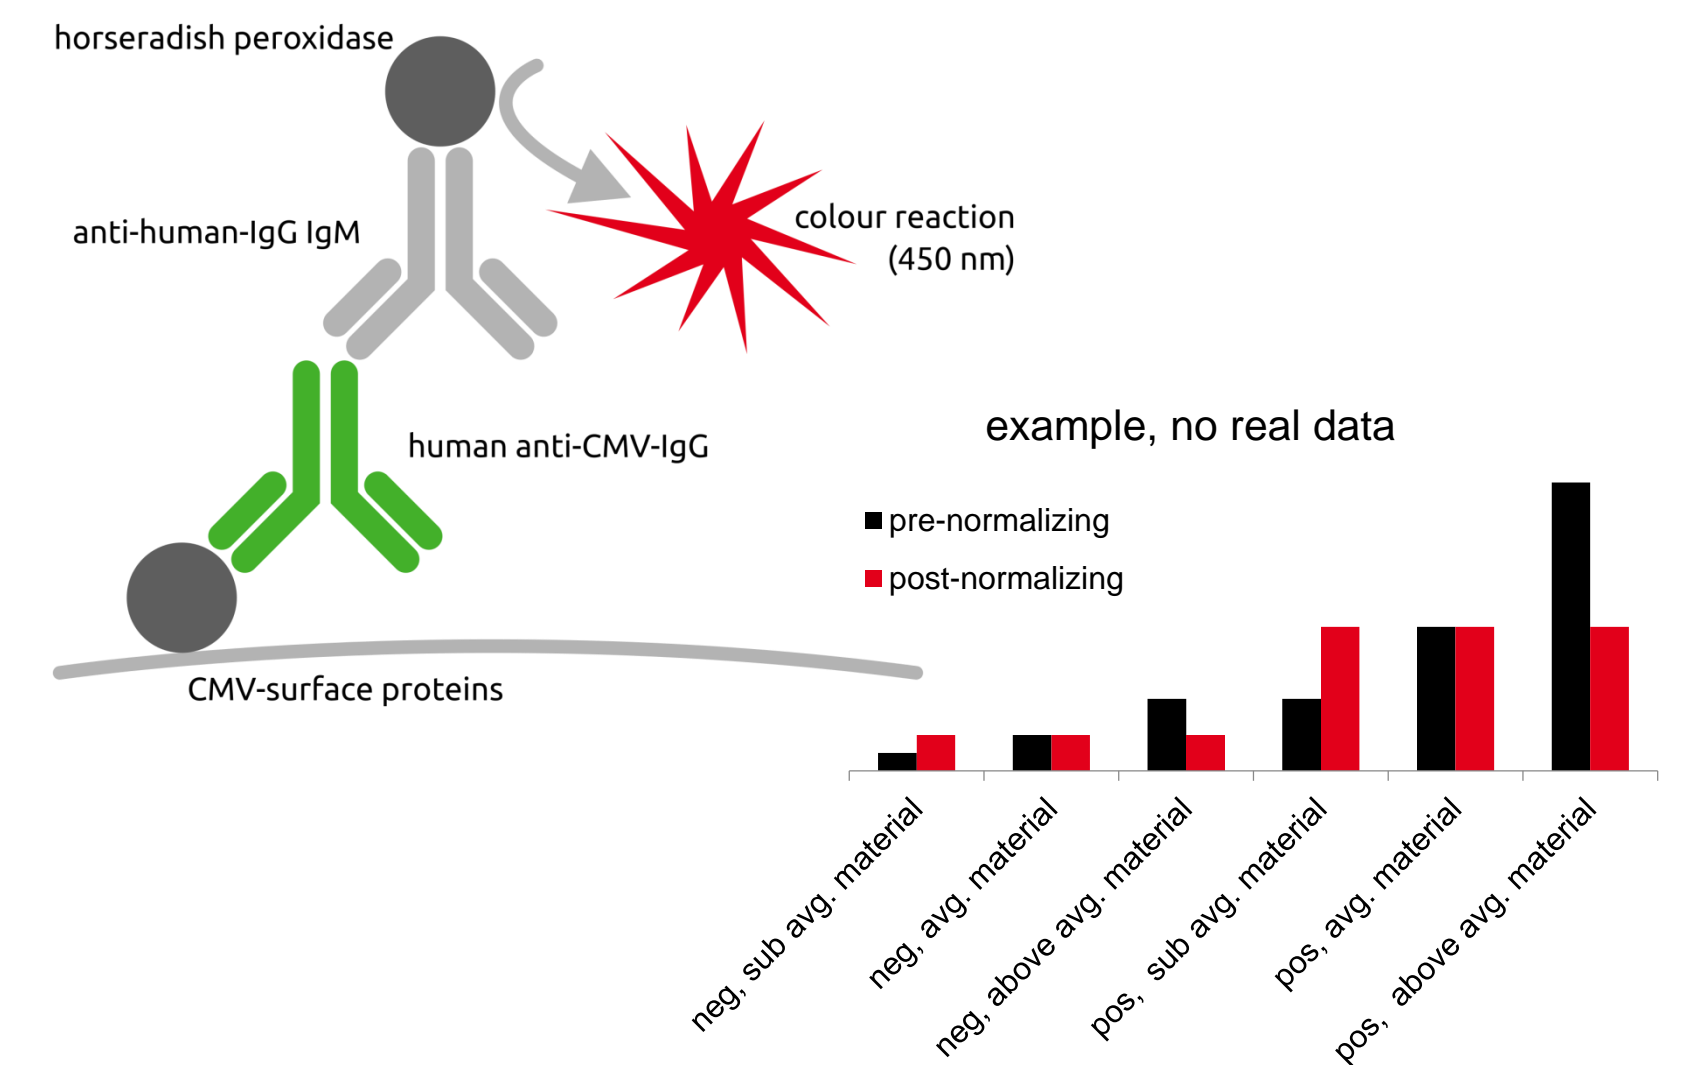 horseradish peroxidase
anti-human-IgG IgM
colour reaction
(450 nm)
human anti-CMV-IgG
CMV-surface proteins
example, no real data
pre-normalizing
post-normalizing
neg, sub avg. material
neg, avg. material
neg, above avg. material
pos, sub avg. material
pos, avg. material
pos, above avg. material